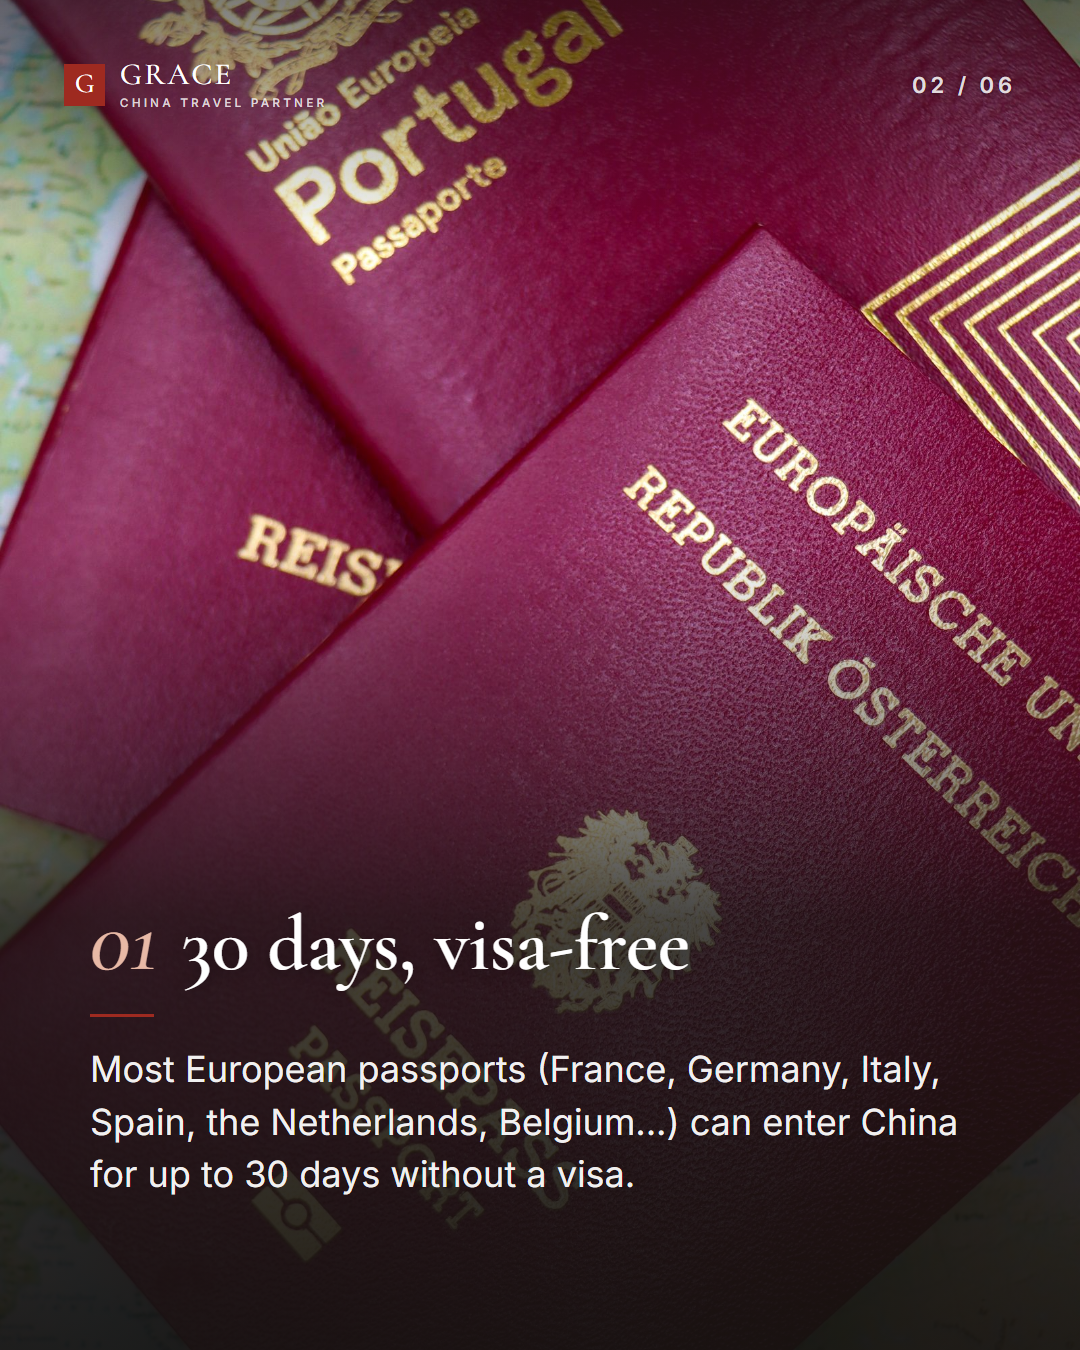 G
GRACE
CHINA TRAVEL PARTNER
02 / 06
União Europeia
Portugal
Passaporte
EUROPÄISCHE UN
REPUBLIK ÖSTERREICH
REIS
01 30 days, visa-free
REISEPASS
PASSPORT
Most European passports (France, Germany, Italy,
Spain, the Netherlands, Belgium...) can enter China
for up to 30 days without a visa.